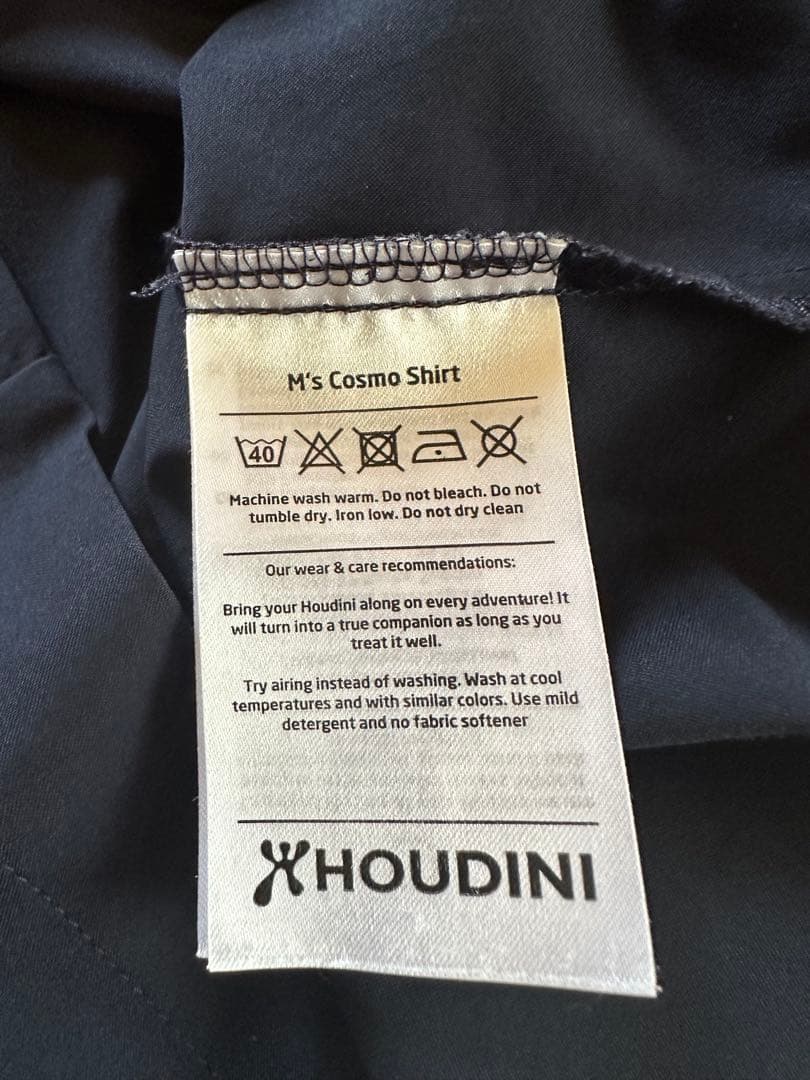 M's Cosmo Shirt
40
Machine wash warm. Do not bleach. Do not
tumble dry. Iron low. Do not dry clean
Our wear & care recommendations:
Bring your Houdini along on every adventure! It
will turn into a true companion as long as you
treat it well.
Try airing instead of washing. Wash at cool
temperatures and with similar colors. Use mild
detergent and no fabric softener
HOUDINI